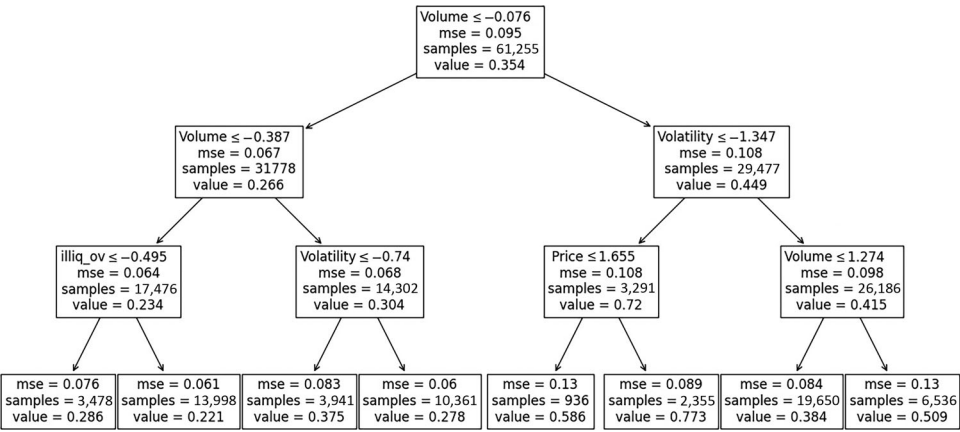 Volume ≤ −0.076
mse = 0.095
samples = 61,255
value = 0.354
Volume ≤ −0.387
mse = 0.067
samples = 31778
value = 0.266
Volatility ≤ −1.347
mse = 0.108
samples = 29,477
value = 0.449
illiq_ov ≤ −0.495
mse = 0.064
samples = 17,476
value = 0.234
Volatility ≤ −0.74
mse = 0.068
samples = 14,302
value = 0.304
Price ≤ 1.655
mse = 0.108
samples = 3,291
value = 0.72
Volume ≤ 1.274
mse = 0.098
samples = 26,186
value = 0.415
mse = 0.076
samples = 3,478
value = 0.286
mse = 0.061
samples = 13,998
value = 0.221
mse = 0.083
samples = 3,941
value = 0.375
mse = 0.06
samples = 10,361
value = 0.278
mse = 0.13
samples = 936
value = 0.586
mse = 0.089
samples = 2,355
value = 0.773
mse = 0.084
samples = 19,650
value = 0.384
mse = 0.13
samples = 6,536
value = 0.509